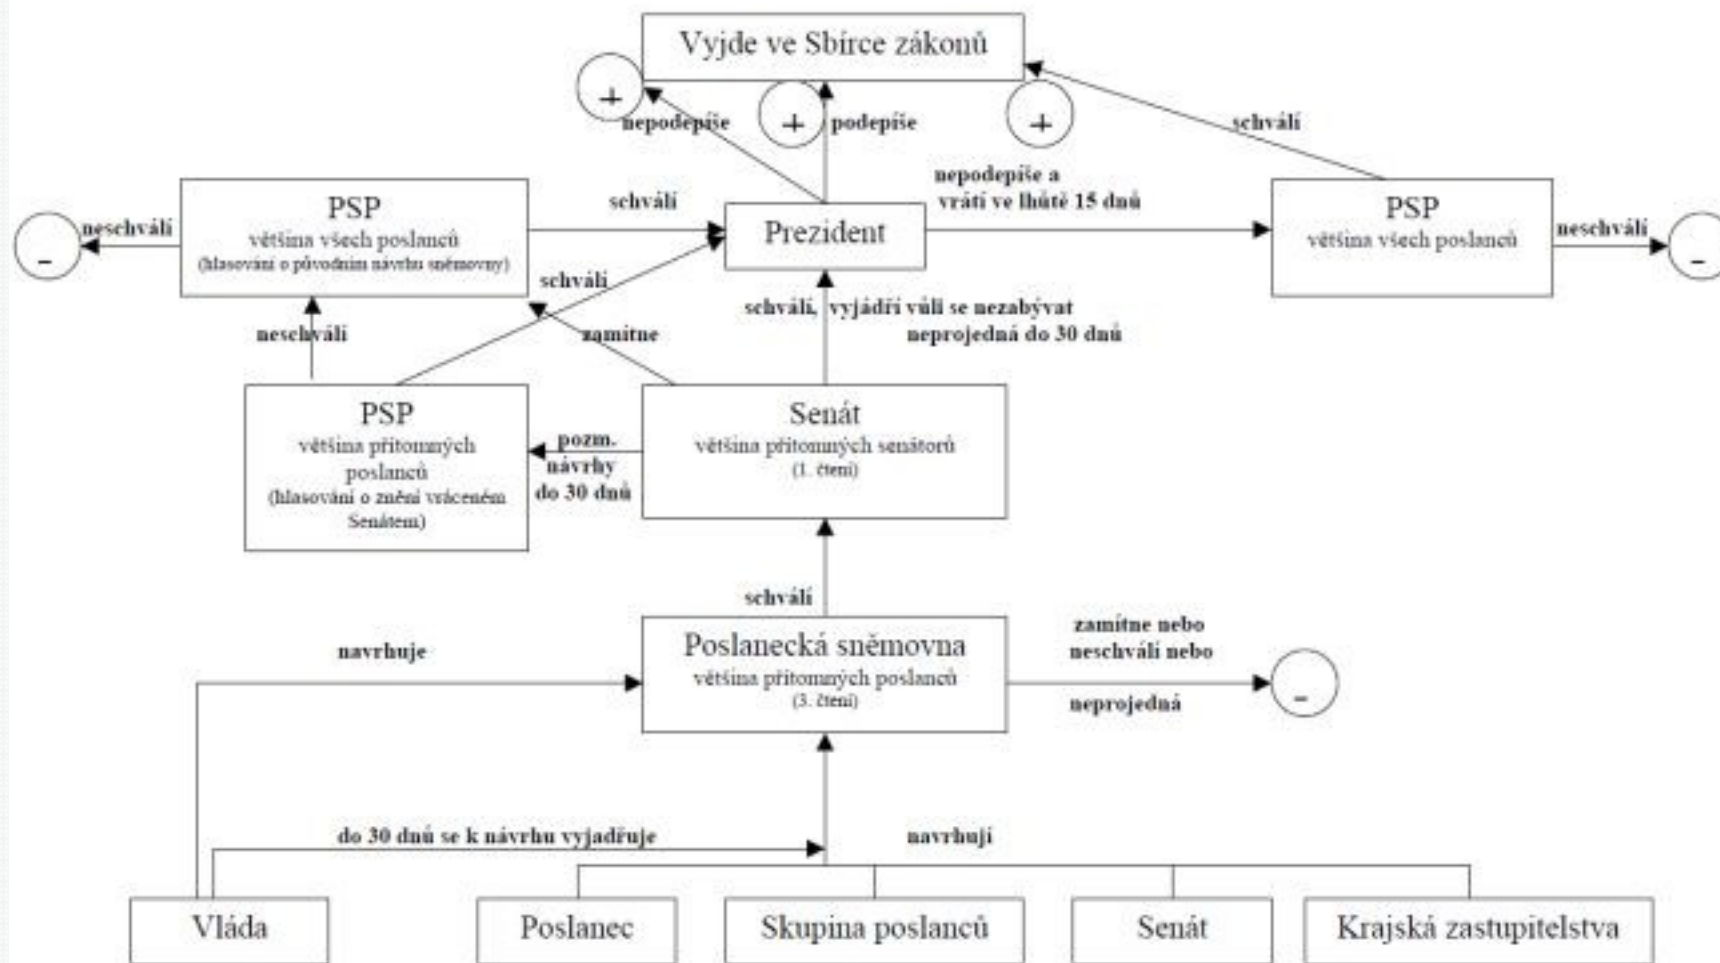 Vyjde ve Sbírce zákonů
+
+
+
nepodepíše
podepíše
schválí
PSP
většina všech poslanců
(hlasování o původním návrhu sněmovny)
neschválí
-
schválí
Prezident
nepodepíše a
vrátí ve lhůtě 15 dnů
PSP
většina všech poslanců
neschválí
-
schválí
neschválí
zamítne
schválí, vyjádří vůli se nezabývat
neprojedná do 30 dnů
PSP
většina přítomných
poslanců
(hlasování o znění vráceném
Senátem)
pozm.
návrhy
do 30 dnů
Senát
většina přítomných senátorů
(1. čtení)
schválí
navrhuje
Poslanecká sněmovna
většina přítomných poslanců
(3. čtení)
zamítne nebo
neschválí nebo
neprojedná
-
do 30 dnů se k návrhu vyjadřuje
navrhují
Vláda
Poslanec
Skupina poslanců
Senát
Krajská zastupitelstva